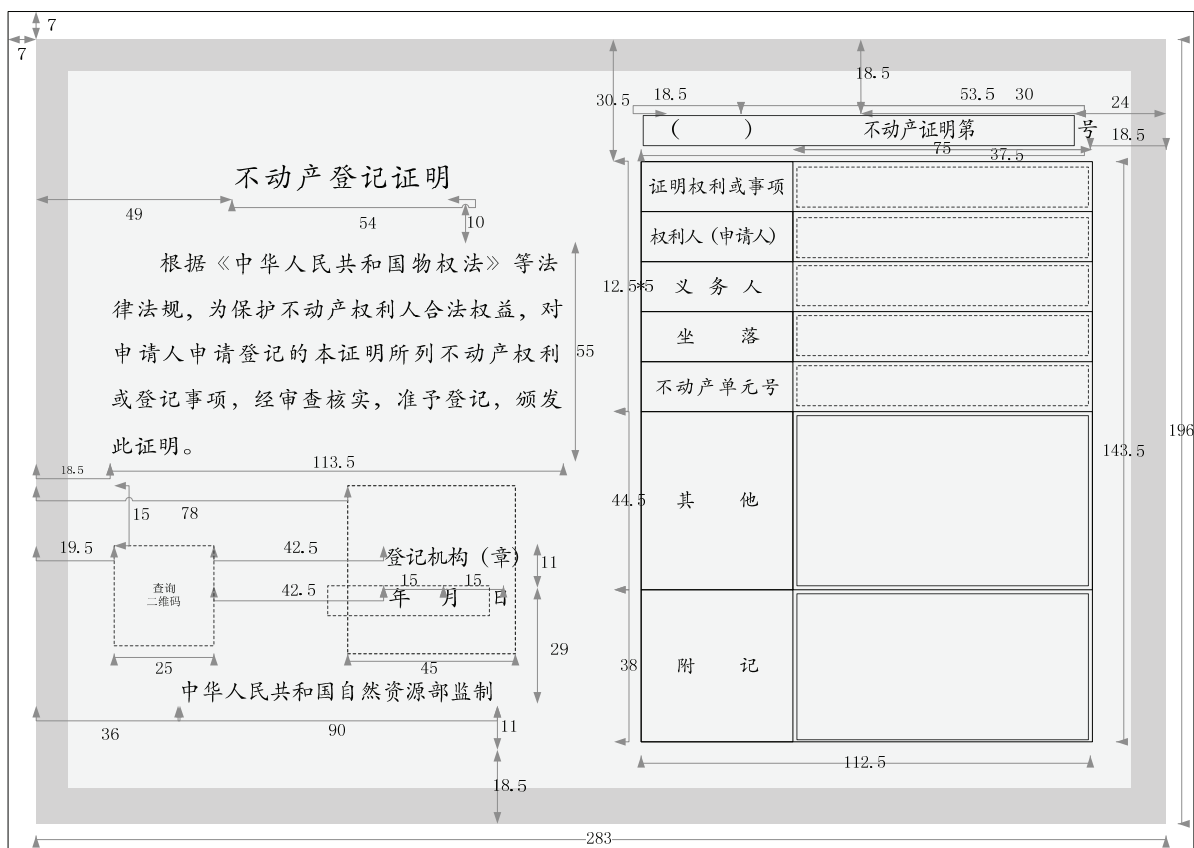 7
7
18.5
30.5
18.5
53.5
30
24
( ) 不动产证明第 号
18.5
75
37.5
不动产登记证明
49
54
10
根据《中华人民共和国物权法》等法
律法规，为保护不动产权利人合法权益，对
申请人申请登记的本证明所列不动产权利
或登记事项，经审查核实，准予登记，颁发
此证明。
55
18.5
113.5
15
78
19.5
42.5
登记机构（章）
11
查询
二维码
42.5
15
15
年 月 日
25
45
29
中华人民共和国自然资源部监制
36
90
11
18.5
证明权利或事项
权利人（申请人）
12.5*5
义 务 人
坐 落
不动产单元号
196
143.5
44.5
其 他
38
附 记
112.5
283